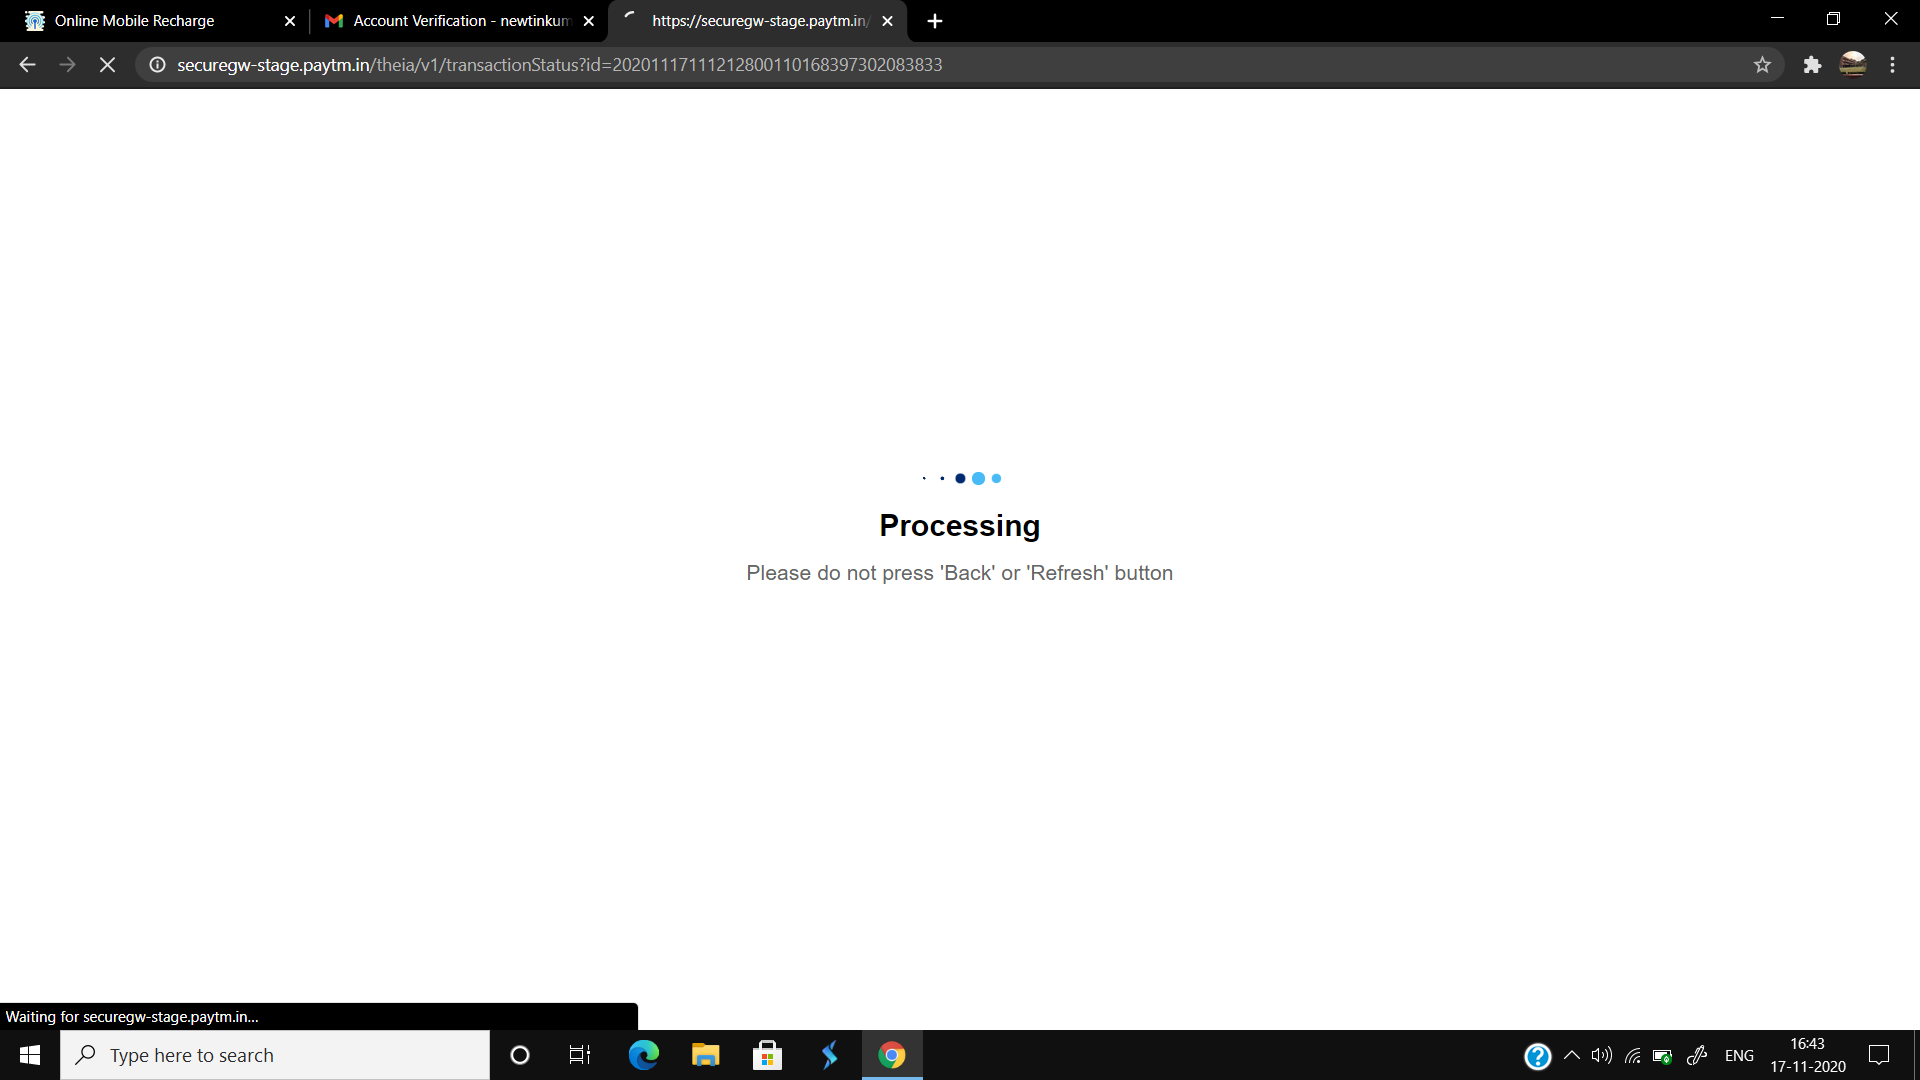 Online Mobile Recharge
Account Verification - newtinkum
https://securegw-stage.paytm.in/
securegw-stage.paytm.in/theia/v1/transactionStatus?id=20201117111212800110168397302083833
Processing
Please do not press 'Back' or 'Refresh' button
Waiting for securegw-stage.paytm.in...
Type here to search
ENG
16:43
17-11-2020